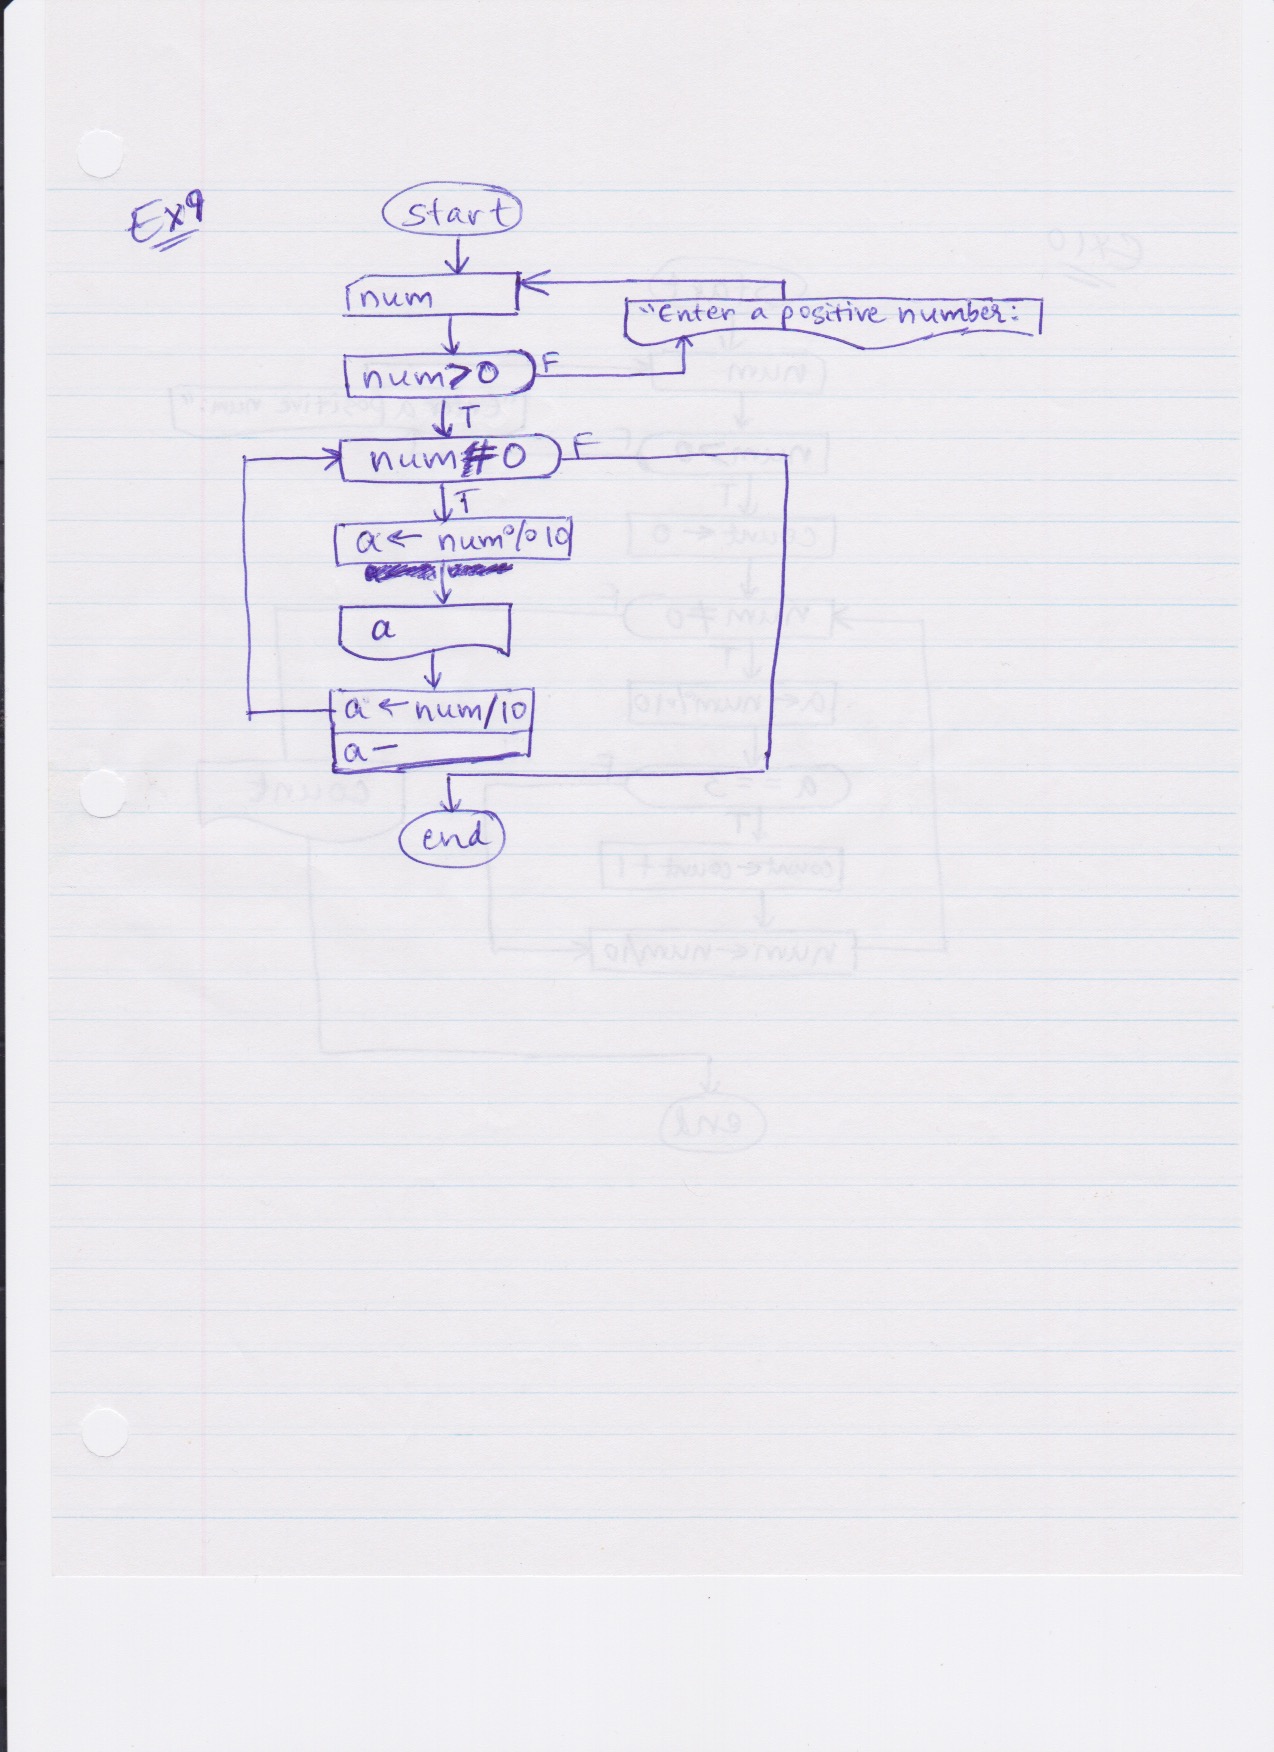 Ex9
start
num
"Enter a positive number:
num>0
F
T
num≠0
F
T
a ← num%10
a
a ← num/10
a -
end